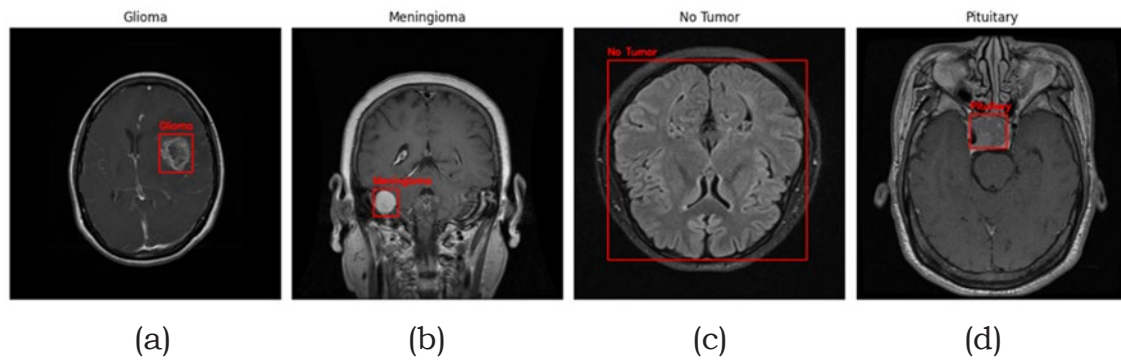 Glioma
Meningioma
No Tumor
Pituitary
Glioma
Meningioma
No Tumor
Pituitary
(a)
(b)
(c)
(d)